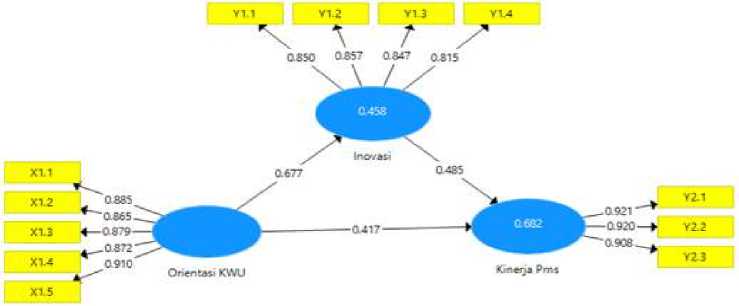 Y1.1 Y1.2 Y1.3 Y1.4
0.850 0.857 0.847 0.815
0.458
Inovasi
0.677 0.485
X1.1
X1.2
X1.3
X1.4
X1.5
0.885
0.865
0.879
0.872
0.910
Orientasi KWU
0.417
0.682
Kinerja Prns
0.921
0.920
0.908
Y2.1
Y2.2
Y2.3